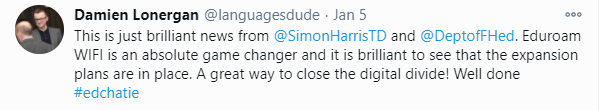 Damien Lonergan @languagesdude · Jan 5
This is just brilliant news from @SimonHarrisTD and @DeptofFHed. Eduroam
WIFI is an absolute game changer and it is brilliant to see that the expansion
plans are in place. A great way to close the digital divide! Well done
#edchatie